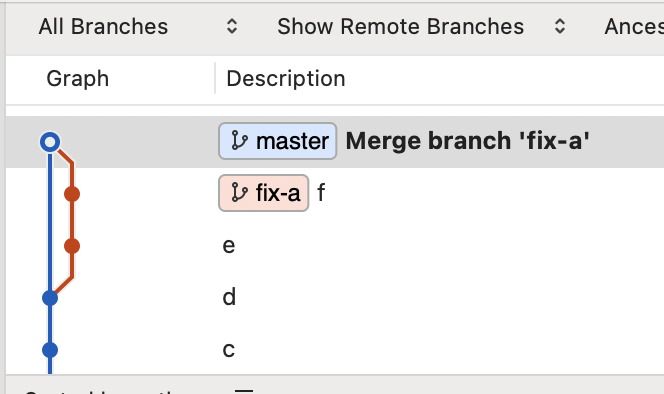 All Branches Show Remote Branches Ances
Graph Description
master Merge branch 'fix-a'
fix-a f
e
d
c